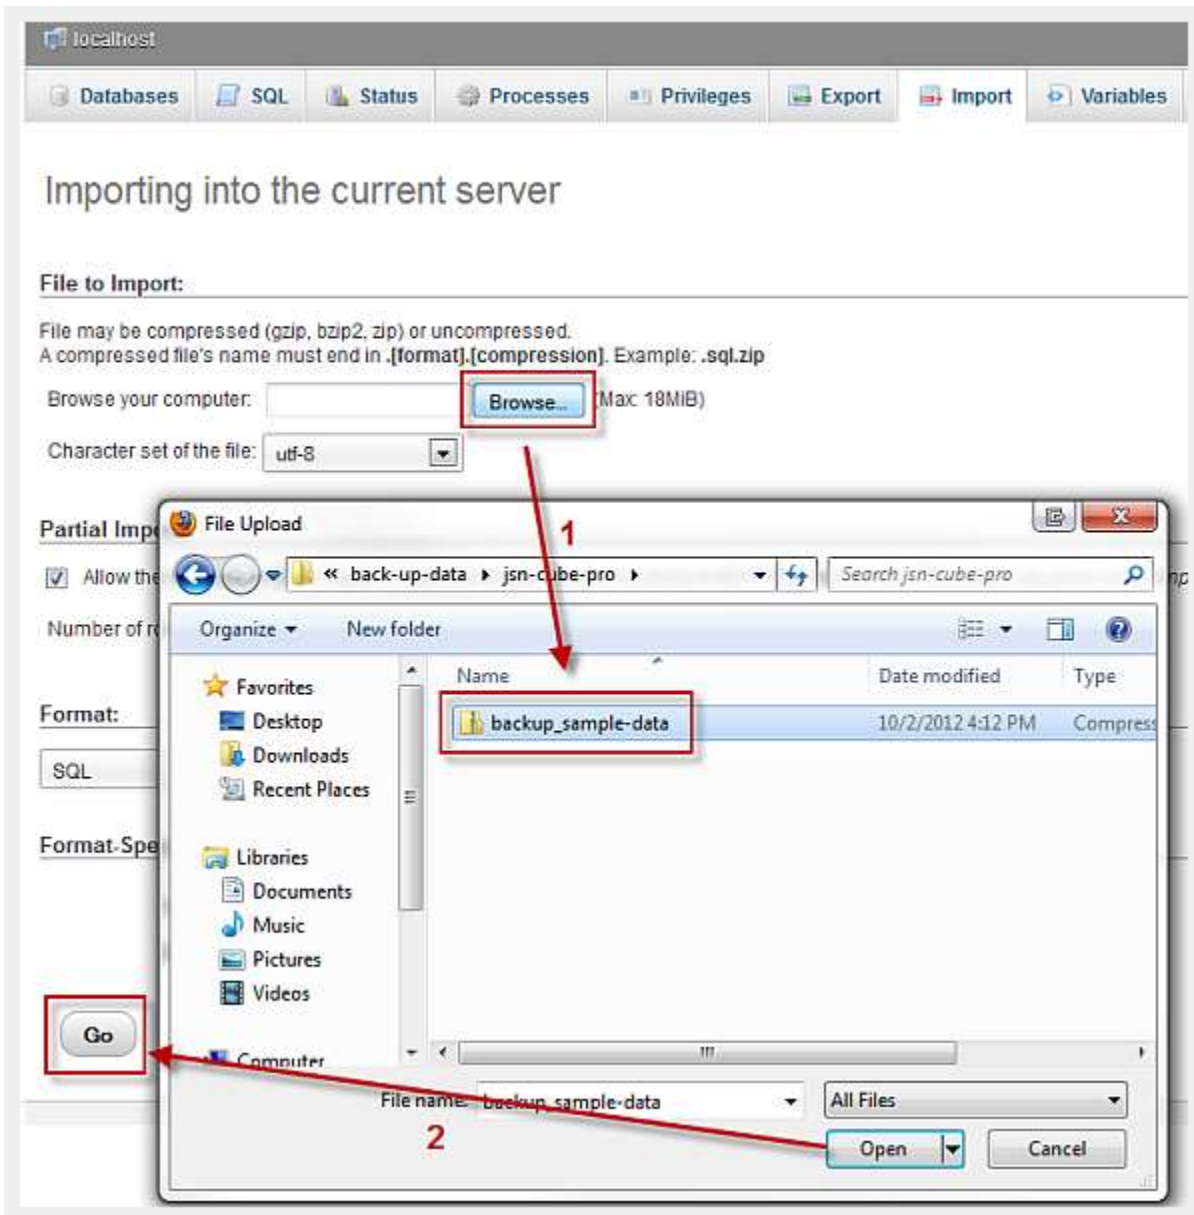 localhost
Databases SQL Status Processes Privileges Export Import Variables
Importing into the current server
File to Import:
File may be compressed (gzip, bzip2, zip) or uncompressed.
A compressed file's name must end in .[format].[compression]. Example: .sql.zip
Browse your computer: Browse... (Max: 18MiB)
Character set of the file: utf-8
Partial Impo
File Upload
1
Allow the
« back-up-data jsn-cube-pro
Search jsn-cube-pro
Number of ro
Organize New folder
Name Date modified Type
Favorites
Desktop
Downloads
Recent Places
backup_sample-data 10/2/2012 4:12 PM Compress
Format:
SQL
Format-Spe
Libraries
Documents
Music
Pictures
Videos
Computer
Go
File name: backup_sample-data All Files
2
Open Cancel